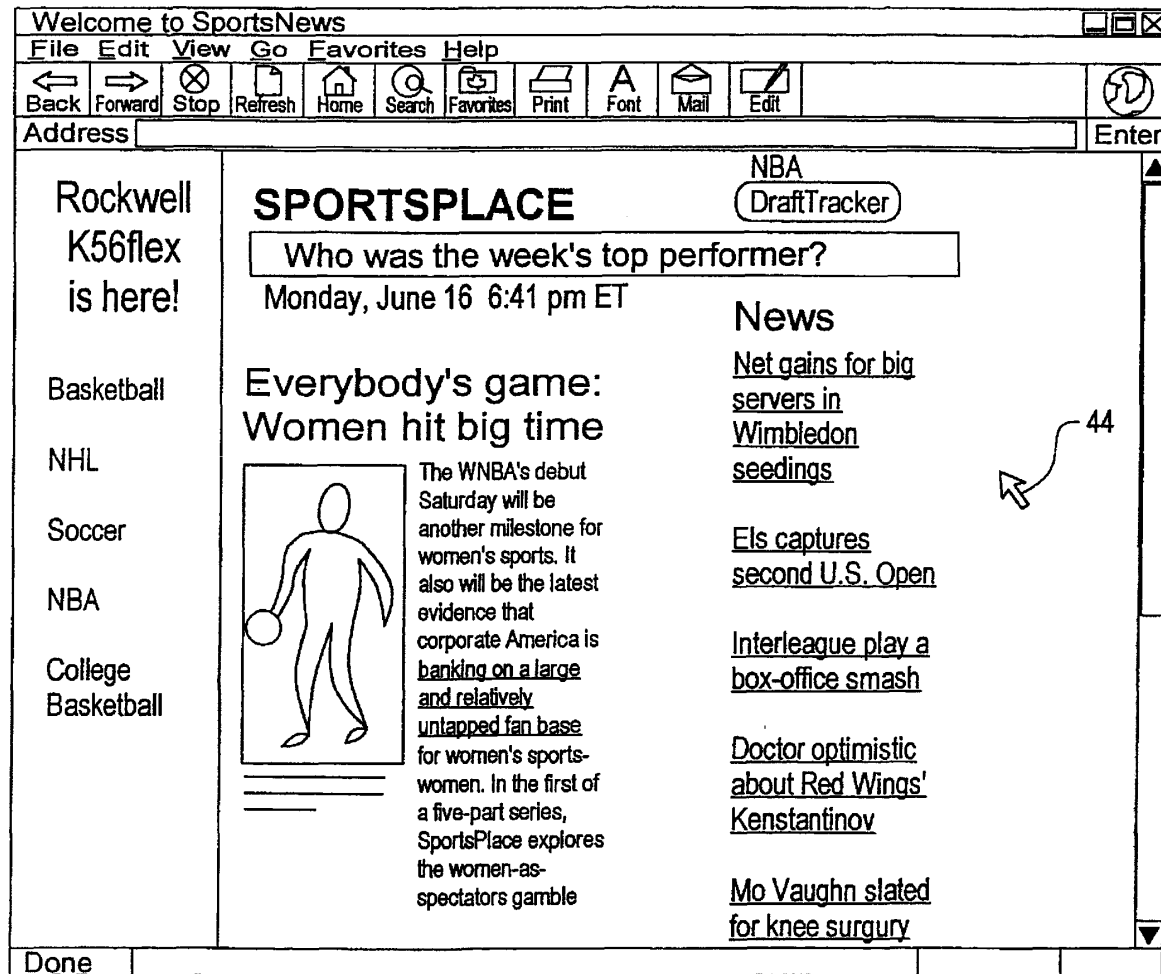 Welcome to SportsNews
File Edit View Go Favorites Help
Back Forward Stop Refresh Home Search Favorites Print Font Mail Edit
Address Enter
Rockwell
K56flex
is here!
Basketball
NHL
Soccer
NBA
College
Basketball
SPORTSPLACE
NBA
DraftTracker
Who was the week's top performer?
Monday, June 16 6:41 pm ET
Everybody's game:
Women hit big time
The WNBA's debut
Saturday will be
another milestone for
women's sports. It
also will be the latest
evidence that
corporate America is
banking on a large
and relatively
untapped fan base
for women's sports-
women. In the first of
a five-part series,
SportsPlace explores
the women-as-
spectators gamble
News
Net gains for big
servers in
Wimbledon
seedings
Els captures
second U.S. Open
Interleague play a
box-office smash
Doctor optimistic
about Red Wings'
Kenstantinov
Mo Vaughn slated
for knee surgury
44
Done